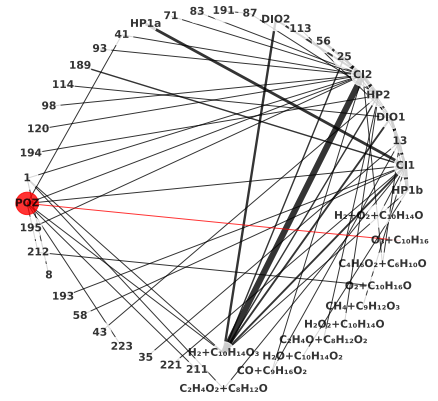 83
191
87
DIO2
71
HP1a
113
41
56
93
25
189
CI2
114
HP2
98
DIO1
120
13
194
CI1
1
HP1b
PO2
H₂+O₂+C₁₀H₁₄O
195
O₃+C₁₀H₁₆
212
C₄H₆O₂+C₆H₁₀O
8
O₂+C₁₀H₁₆O
193
CH₄+C₉H₁₂O₃
58
H₂O₂+C₁₀H₁₄O
43
C₂H₄O+C₈H₁₂O₂
223
H₂+C₁₀H₁₄O₃
35
H₂O+C₁₀H₁₄O₂
221
211
CO+C₉H₁₆O₂
C₂H₄O₂+C₈H₁₂O